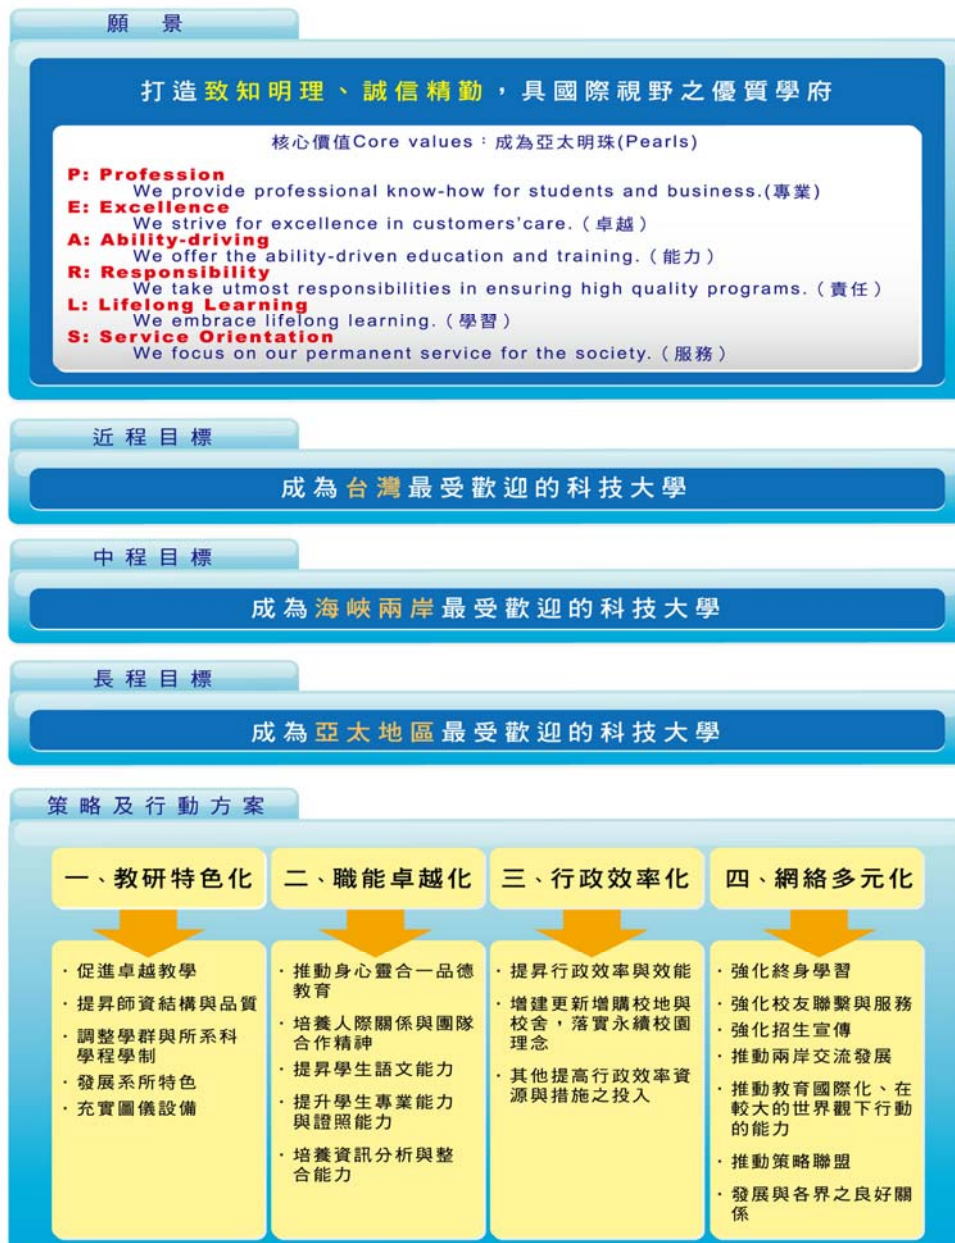 願 景
打造致知明理、誠信精勤，具國際視野之優質學府
核心價值Core values：成為亞太明珠(Pearls)
P: Profession
We provide professional know-how for students and business.(專業)
E: Excellence
We strive for excellence in customers'care.（卓越）
A: Ability-driving
We offer the ability-driven education and training.（能力）
R: Responsibility
We take utmost responsibilities in ensuring high quality programs.（責任）
L: Lifelong Learning
We embrace lifelong learning.（學習）
S: Service Orientation
We focus on our permanent service for the society.（服務）
近程目標
成為台灣最受歡迎的科技大學
中程目標
成為海峽兩岸最受歡迎的科技大學
長程目標
成為亞太地區最受歡迎的科技大學
策略及行動方案
一、教研特色化
·促進卓越教學
·提昇師資結構與品質
·調整學群與所系科
學程學制
·發展系所特色
·充實圖儀設備
二、職能卓越化
·推動身心靈合一品德
教育
·培養人際關係與團隊
合作精神
·提昇學生語文能力
·提升學生專業能力
與證照能力
·培養資訊分析與整
合能力
三、行政效率化
·提昇行政效率與效能
·增建更新增購校地與
校舍，落實永續校園
理念
·其他提高行政效率資
源與措施之投入
四、網絡多元化
·強化終身學習
·強化校友聯繫與服務
·強化招生宣傳
·推動兩岸交流發展
·推動教育國際化、在
較大的世界觀下行動
的能力
·推動策略聯盟
·發展與各界之良好關
係